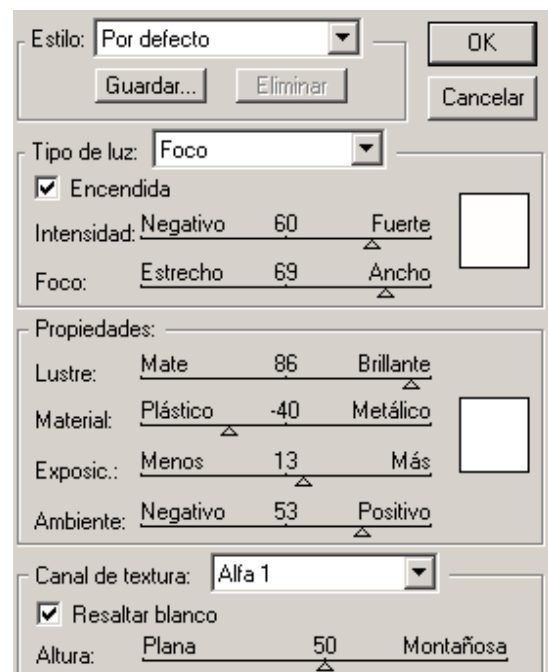 Estilo: Por defecto OK
Guardar... Eliminar Cancelar
Tipo de luz: Foco
Encendida
Intensidad: Negativo 60 Fuerte
Foco: Estrecho 69 Ancho
Propiedades:
Lustre: Mate 86 Brillante
Material: Plástico -40 Metálico
Exposic.: Menos 13 Más
Ambiente: Negativo 53 Positivo
Canal de textura: Alfa 1
Resaltar blanco
Altura: Plana 50 Montañosa